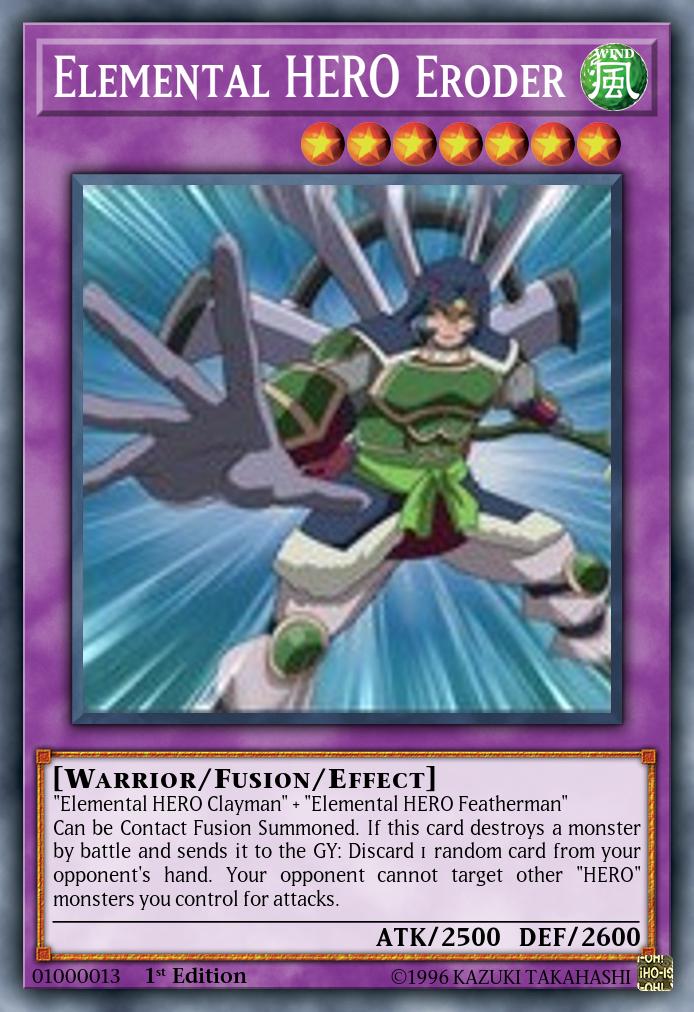 Elemental HERO Eroder
WIND
風
[Warrior/Fusion/Effect]
"Elemental HERO Clayman" + "Elemental HERO Featherman"
Can be Contact Fusion Summoned. If this card destroys a monster
by battle and sends it to the GY: Discard 1 random card from your
opponent's hand. Your opponent cannot target other "HERO"
monsters you control for attacks.
ATK/2500 DEF/2600
01000013 1st Edition ©1996 KAZUKI TAKAHASHI